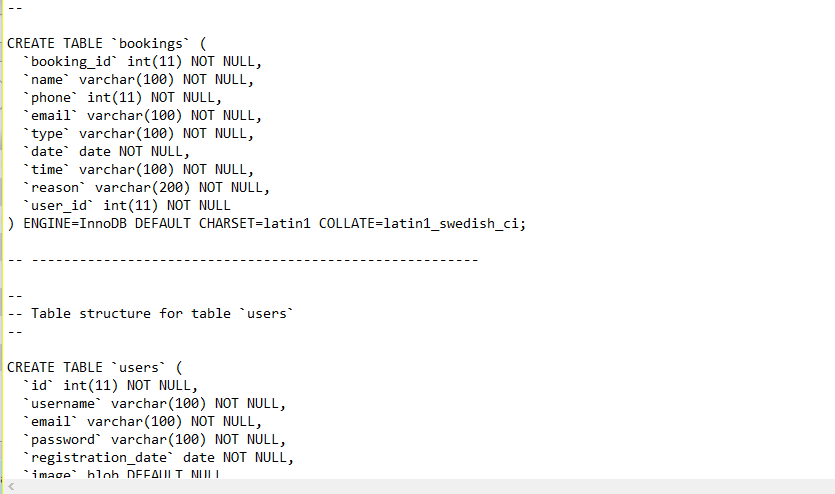 --
CREATE TABLE `bookings` (
  `booking_id` int(11) NOT NULL,
  `name` varchar(100) NOT NULL,
  `phone` int(11) NOT NULL,
  `email` varchar(100) NOT NULL,
  `type` varchar(100) NOT NULL,
  `date` date NOT NULL,
  `time` varchar(100) NOT NULL,
  `reason` varchar(200) NOT NULL,
  `user_id` int(11) NOT NULL
) ENGINE=InnoDB DEFAULT CHARSET=latin1 COLLATE=latin1_swedish_ci;
-- --------------------------------------------------------
--
-- Table structure for table `users`
--
CREATE TABLE `users` (
  `id` int(11) NOT NULL,
  `username` varchar(100) NOT NULL,
  `email` varchar(100) NOT NULL,
  `password` varchar(100) NOT NULL,
  `registration_date` date NOT NULL,
  `image` blob DEFAULT NULL